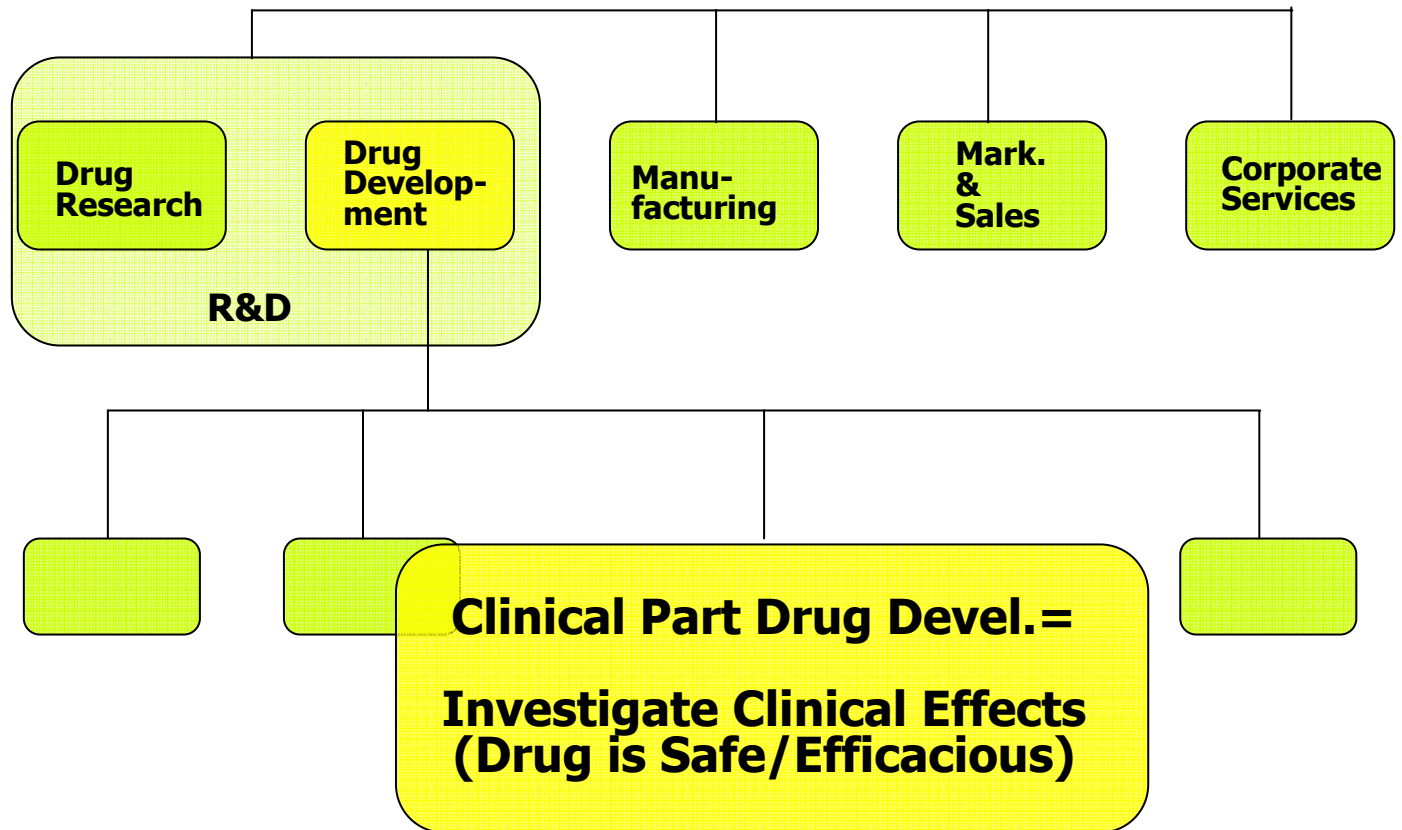 Drug
Research
Drug
Develop-
ment
R&D
Manu-
facturing
Mark.
&
Sales
Corporate
Services
Clinical Part Drug Devel.=
Investigate Clinical Effects
(Drug is Safe/Efficacious)